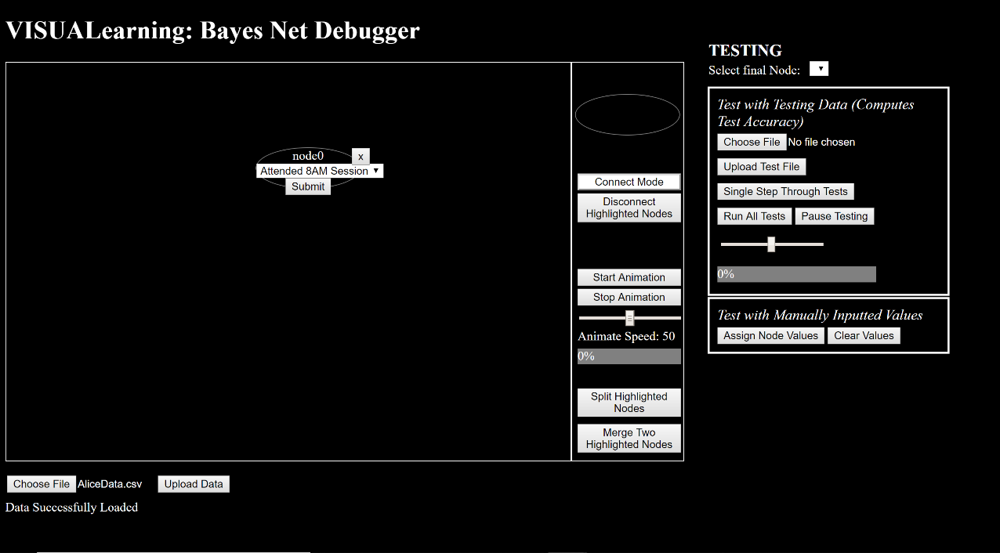 VISUALearning: Bayes Net Debugger
node0
x
Attended 8AM Session
Submit
Connect Mode
Disconnect
Highlighted Nodes
Start Animation
Stop Animation
Animate Speed: 50
0%
Split Highlighted
Nodes
Merge Two
Highlighted Nodes
Choose File AliceData.csv Upload Data
Data Successfully Loaded
TESTING
Select final Node:
Test with Testing Data (Computes
Test Accuracy)
Choose File No file chosen
Upload Test File
Single Step Through Tests
Run All Tests Pause Testing
0%
Test with Manually Inputted Values
Assign Node Values Clear Values